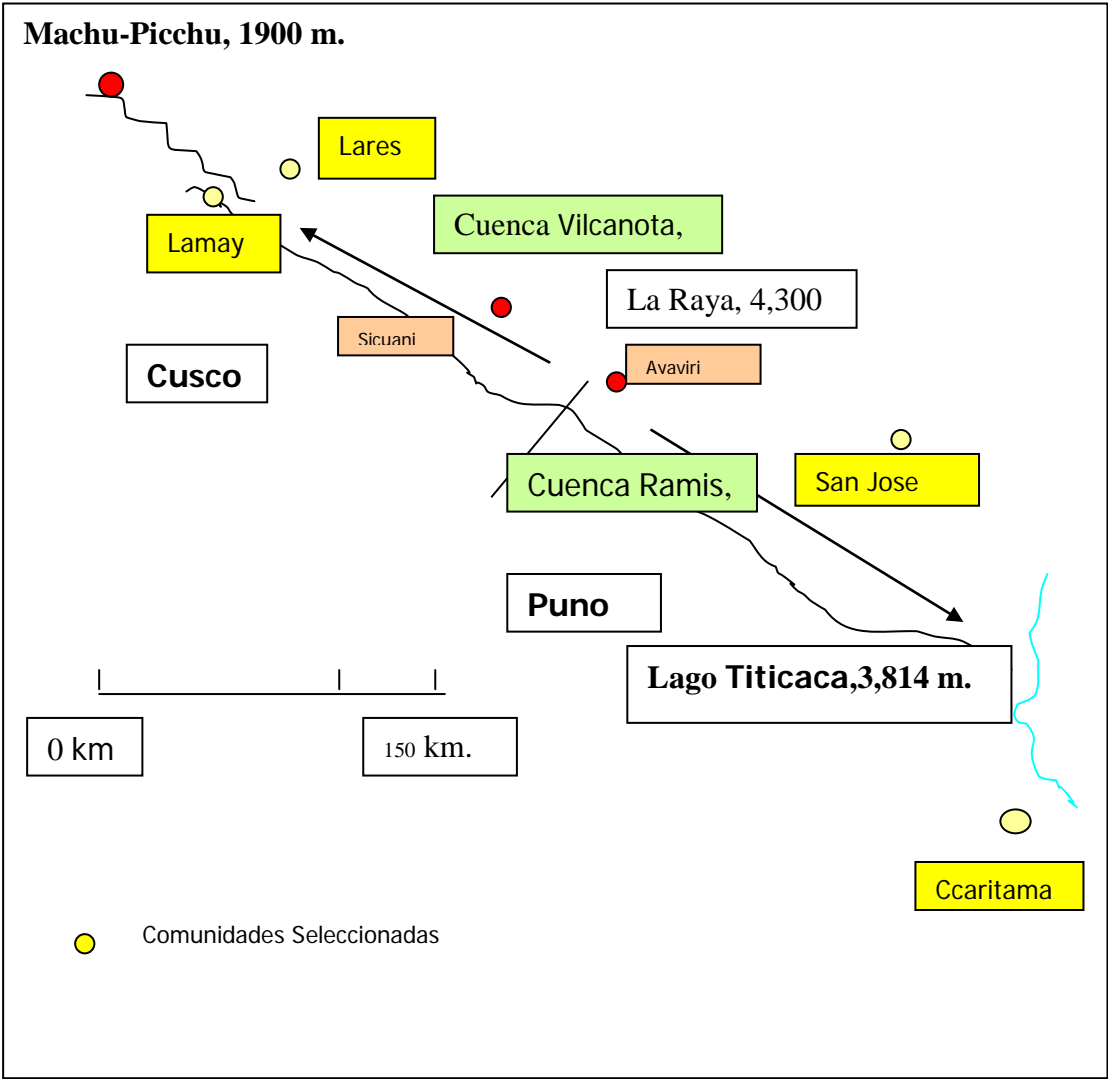 Machu-Picchu, 1900 m.
Lares
Cuenca Vilcanota,
Lamay
La Raya, 4,300
Sicuani
Cusco
Avaviri
Cuenca Ramis,
San Jose
Puno
Lago Titicaca,3,814 m.
0 km
150 km.
Ccaritama
Comunidades Seleccionadas